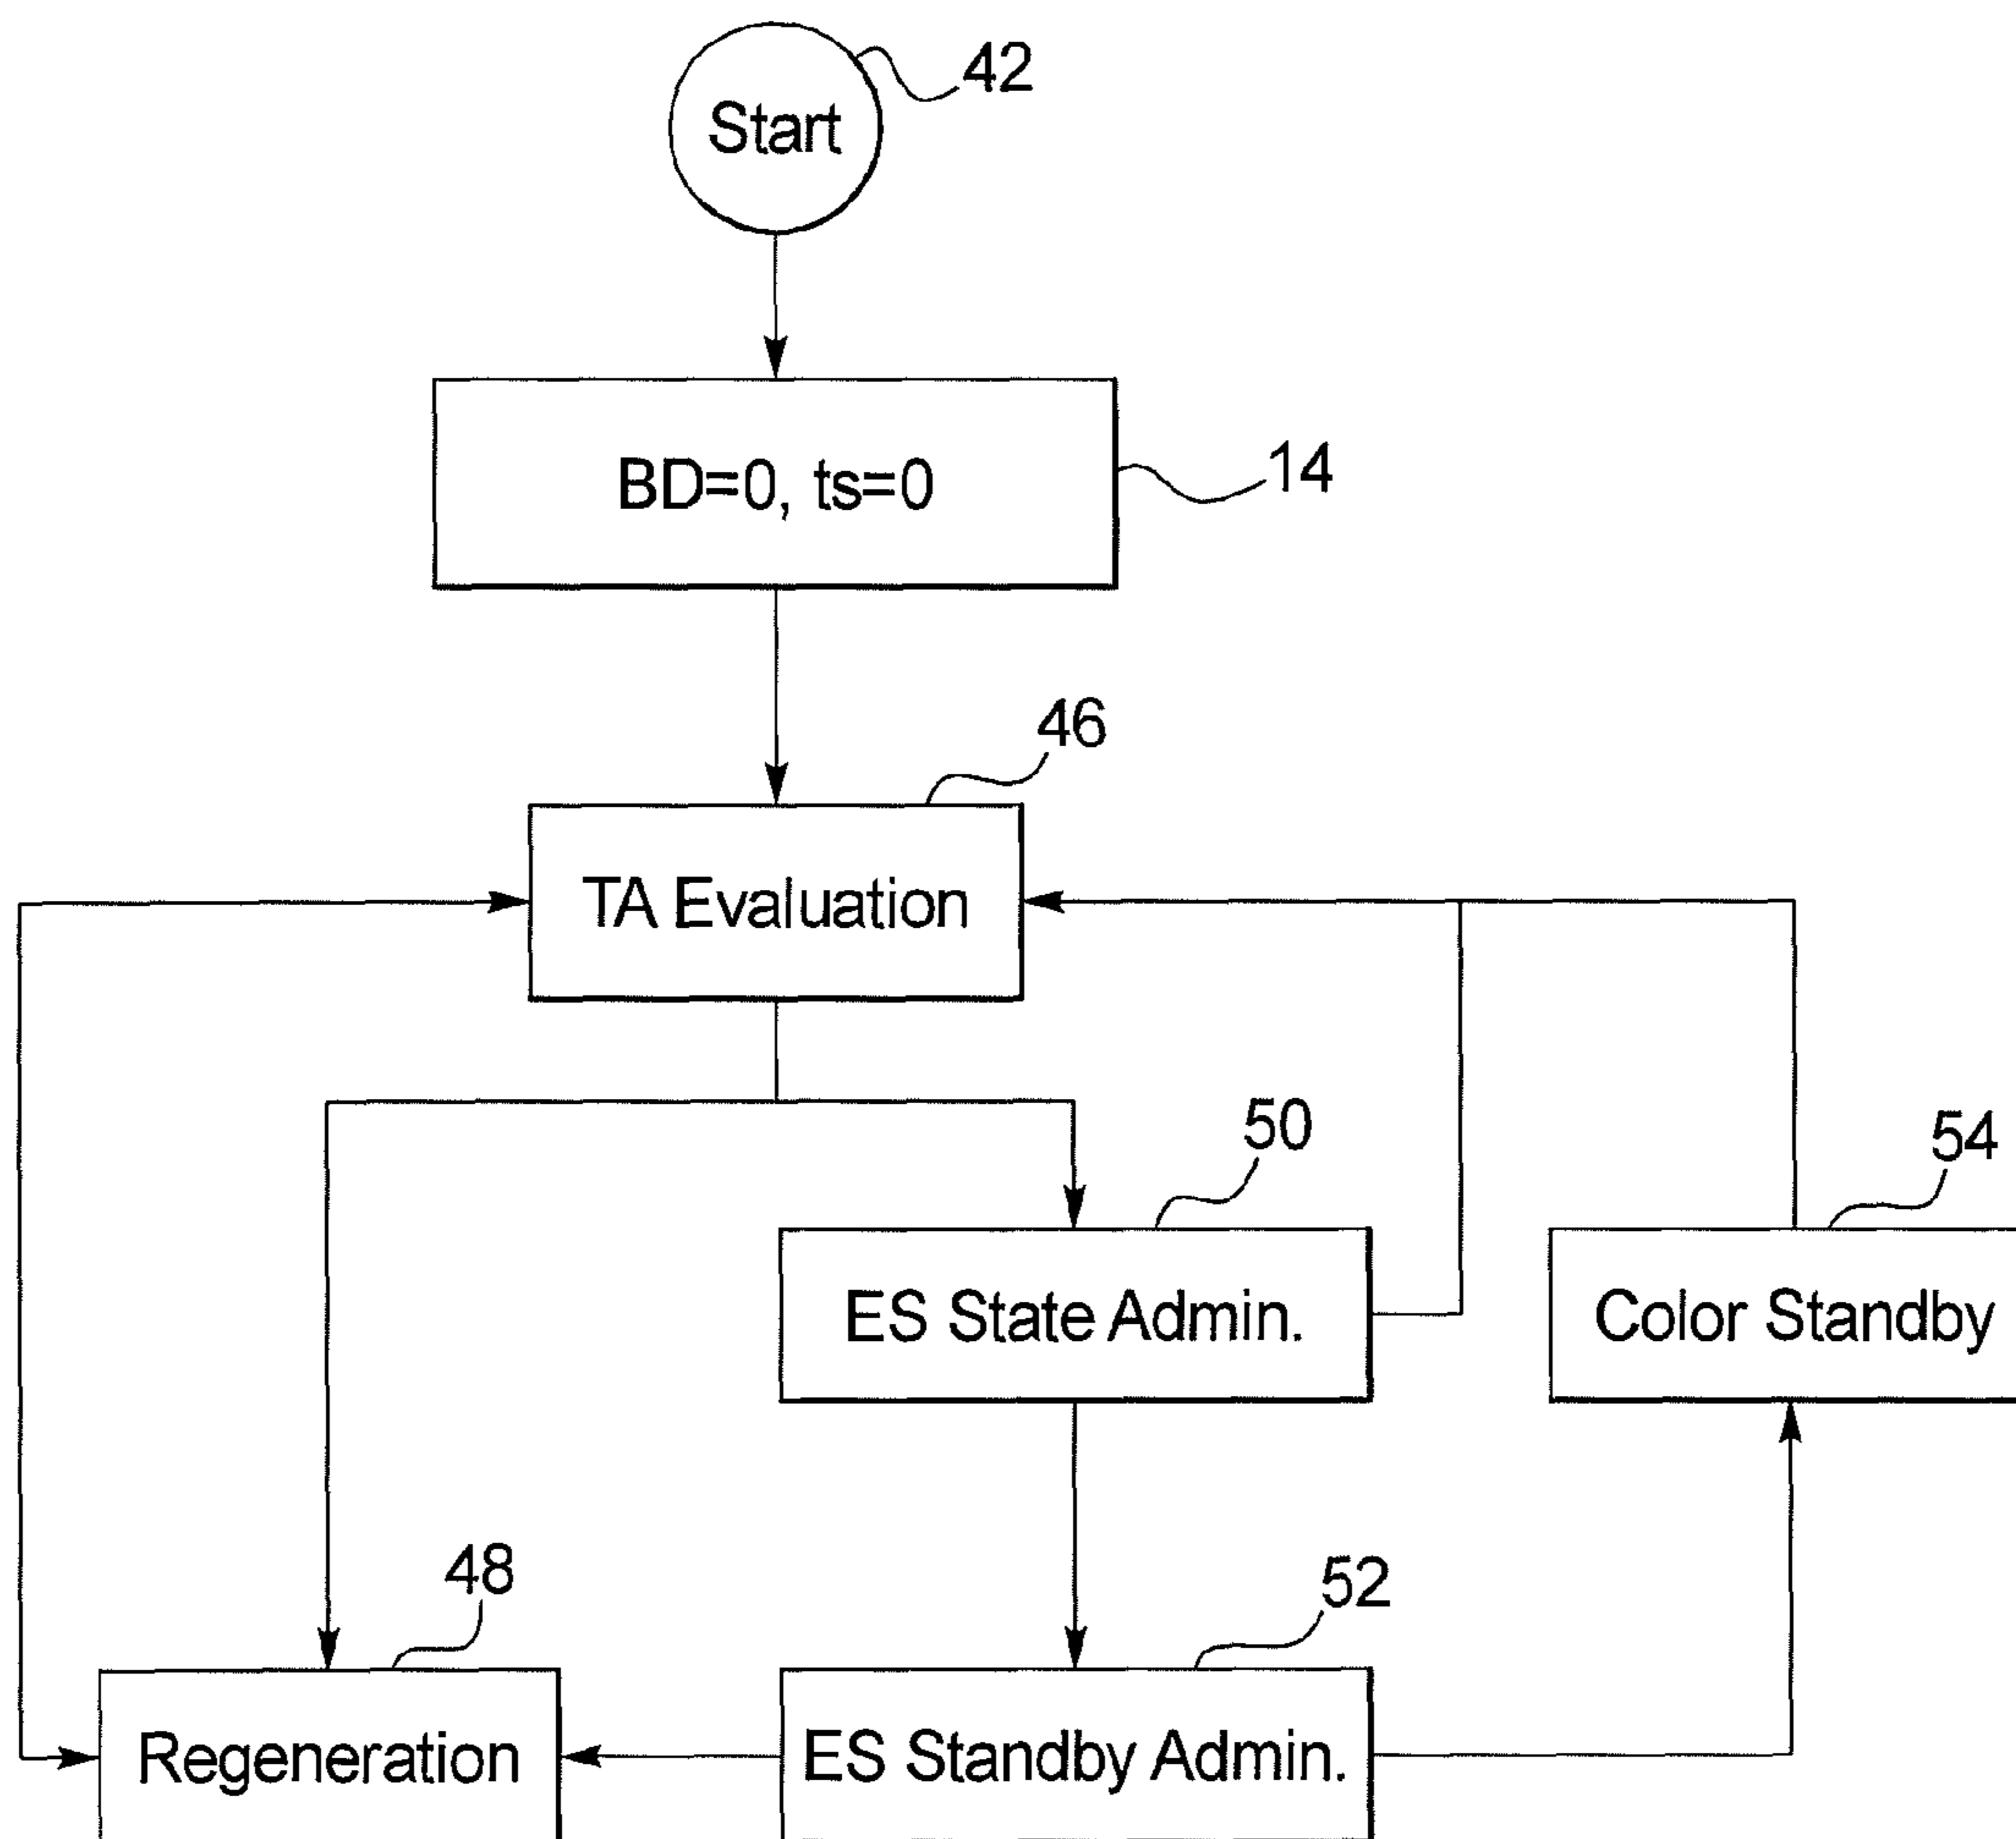 42
Start
BD=0, ts=0
14
46
TA Evaluation
50
54
ES State Admin.
Color Standby
48
52
Regeneration
ES Standby Admin.